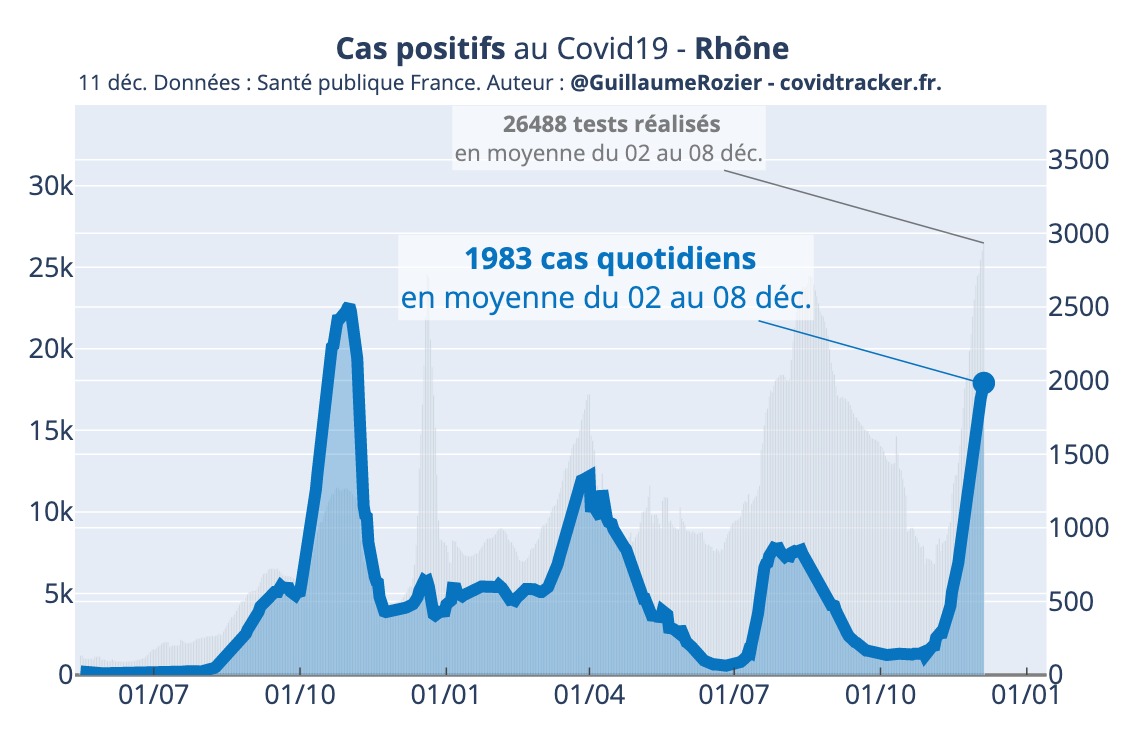 Cas positifs au Covid19 - Rhône
11 déc. Données : Santé publique France. Auteur : @GuillaumeRozier - covidtracker.fr.
26488 tests réalisés
en moyenne du 02 au 08 déc.
1983 cas quotidiens
en moyenne du 02 au 08 déc.
30k
25k
20k
15k
10k
5k
0
3500
3000
2500
2000
1500
1000
500
0
01/07
01/10
01/01
01/04
01/07
01/10
01/01